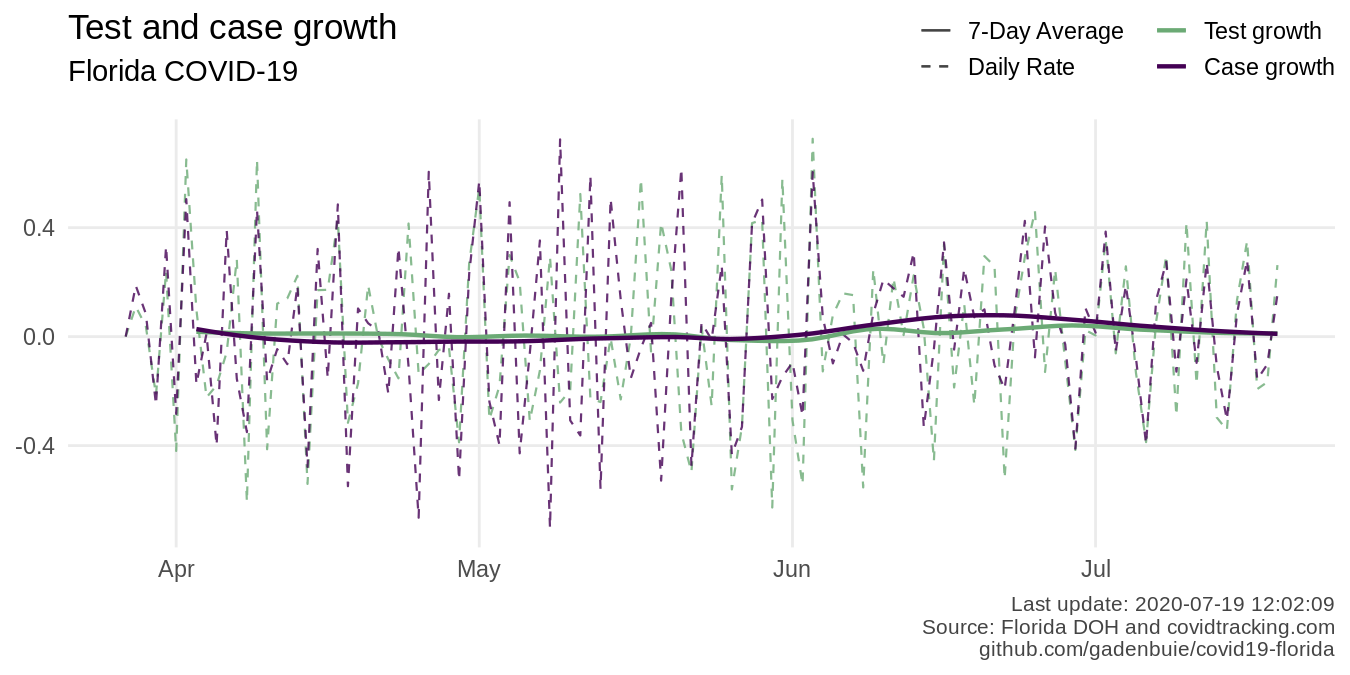 Test and case growth
Florida COVID-19
7-Day Average
Test growth
Daily Rate
Case growth
0.4
0.0
-0.4
Apr
May
Jun
Jul
Last update: 2020-07-19 12:02:09
Source: Florida DOH and covidtracking.com
github.com/gadenbuie/covid19-florida